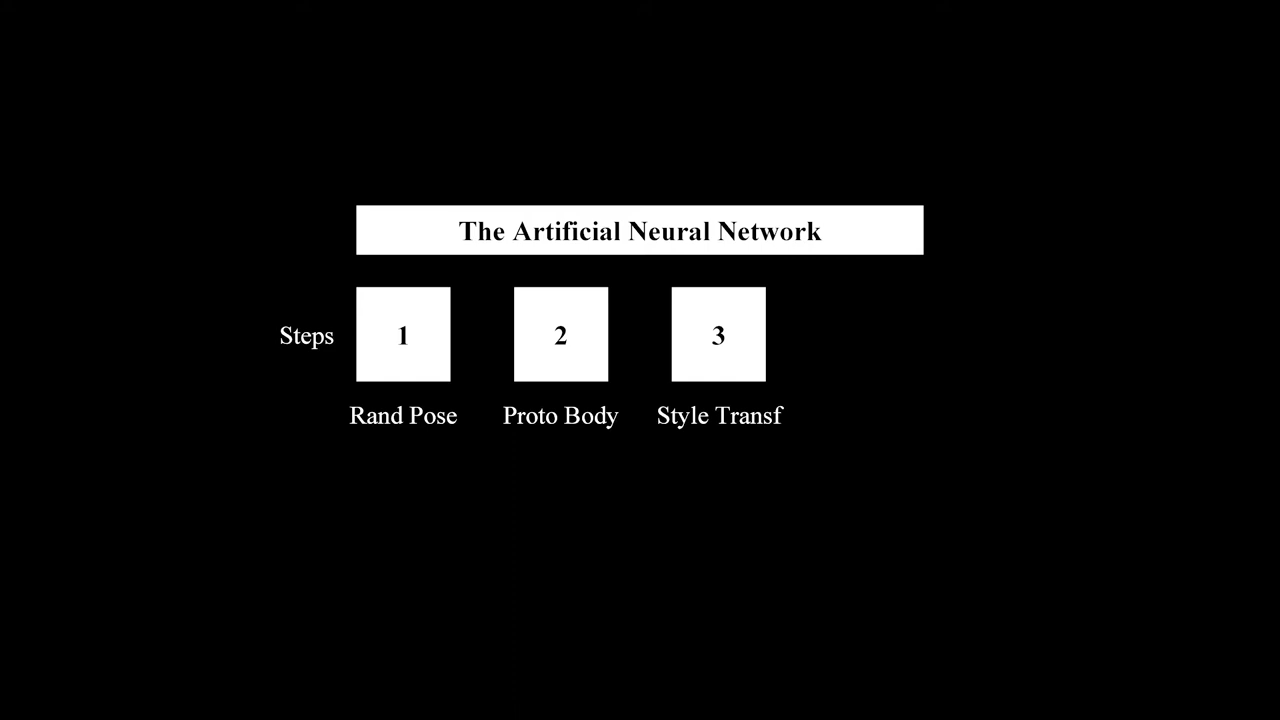 The Artificial Neural Network
Steps 1 2 3
Rand Pose Proto Body Style Transf